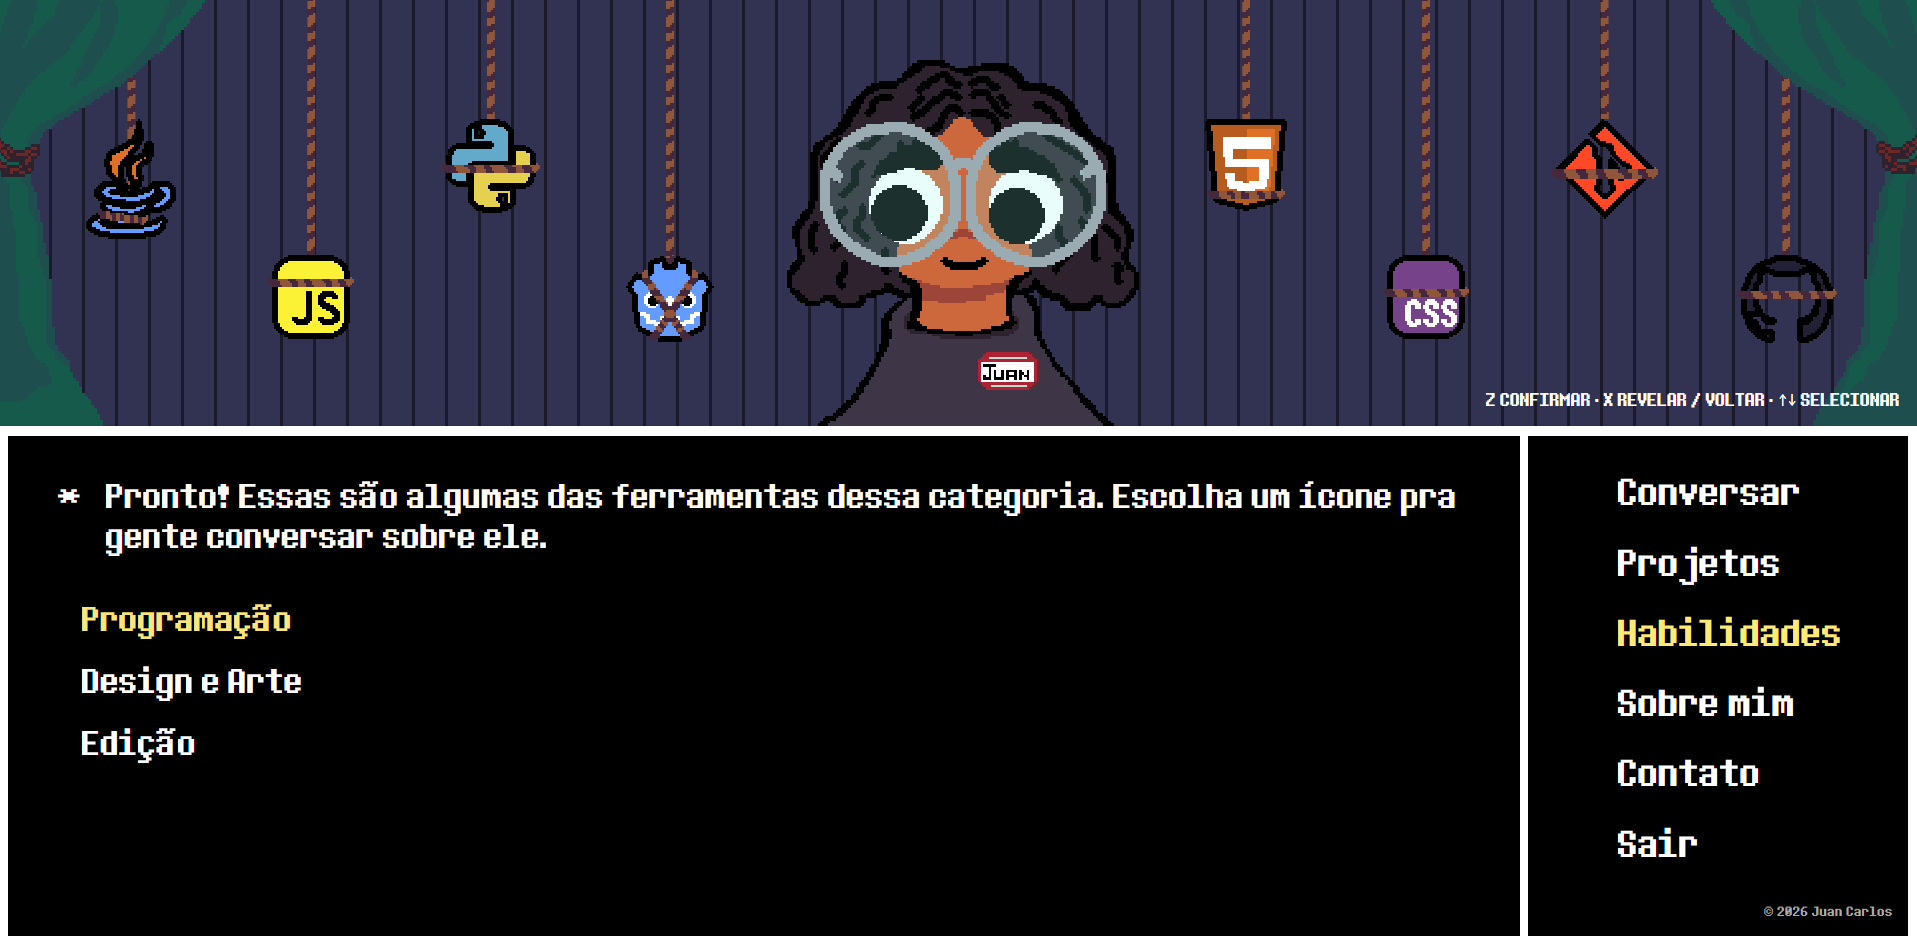 JS
5
CSS
JUAN
Z CONFIRMAR · X REVELAR / VOLTAR · ↑↓ SELECIONAR
* Pronto! Essas são algumas das ferramentas dessa categoria. Escolha um ícone pra
gente conversar sobre ele.
Programação
Design e Arte
Edição
Conversar
Projetos
Habilidades
Sobre mim
Contato
Sair
© 2026 Juan Carlos